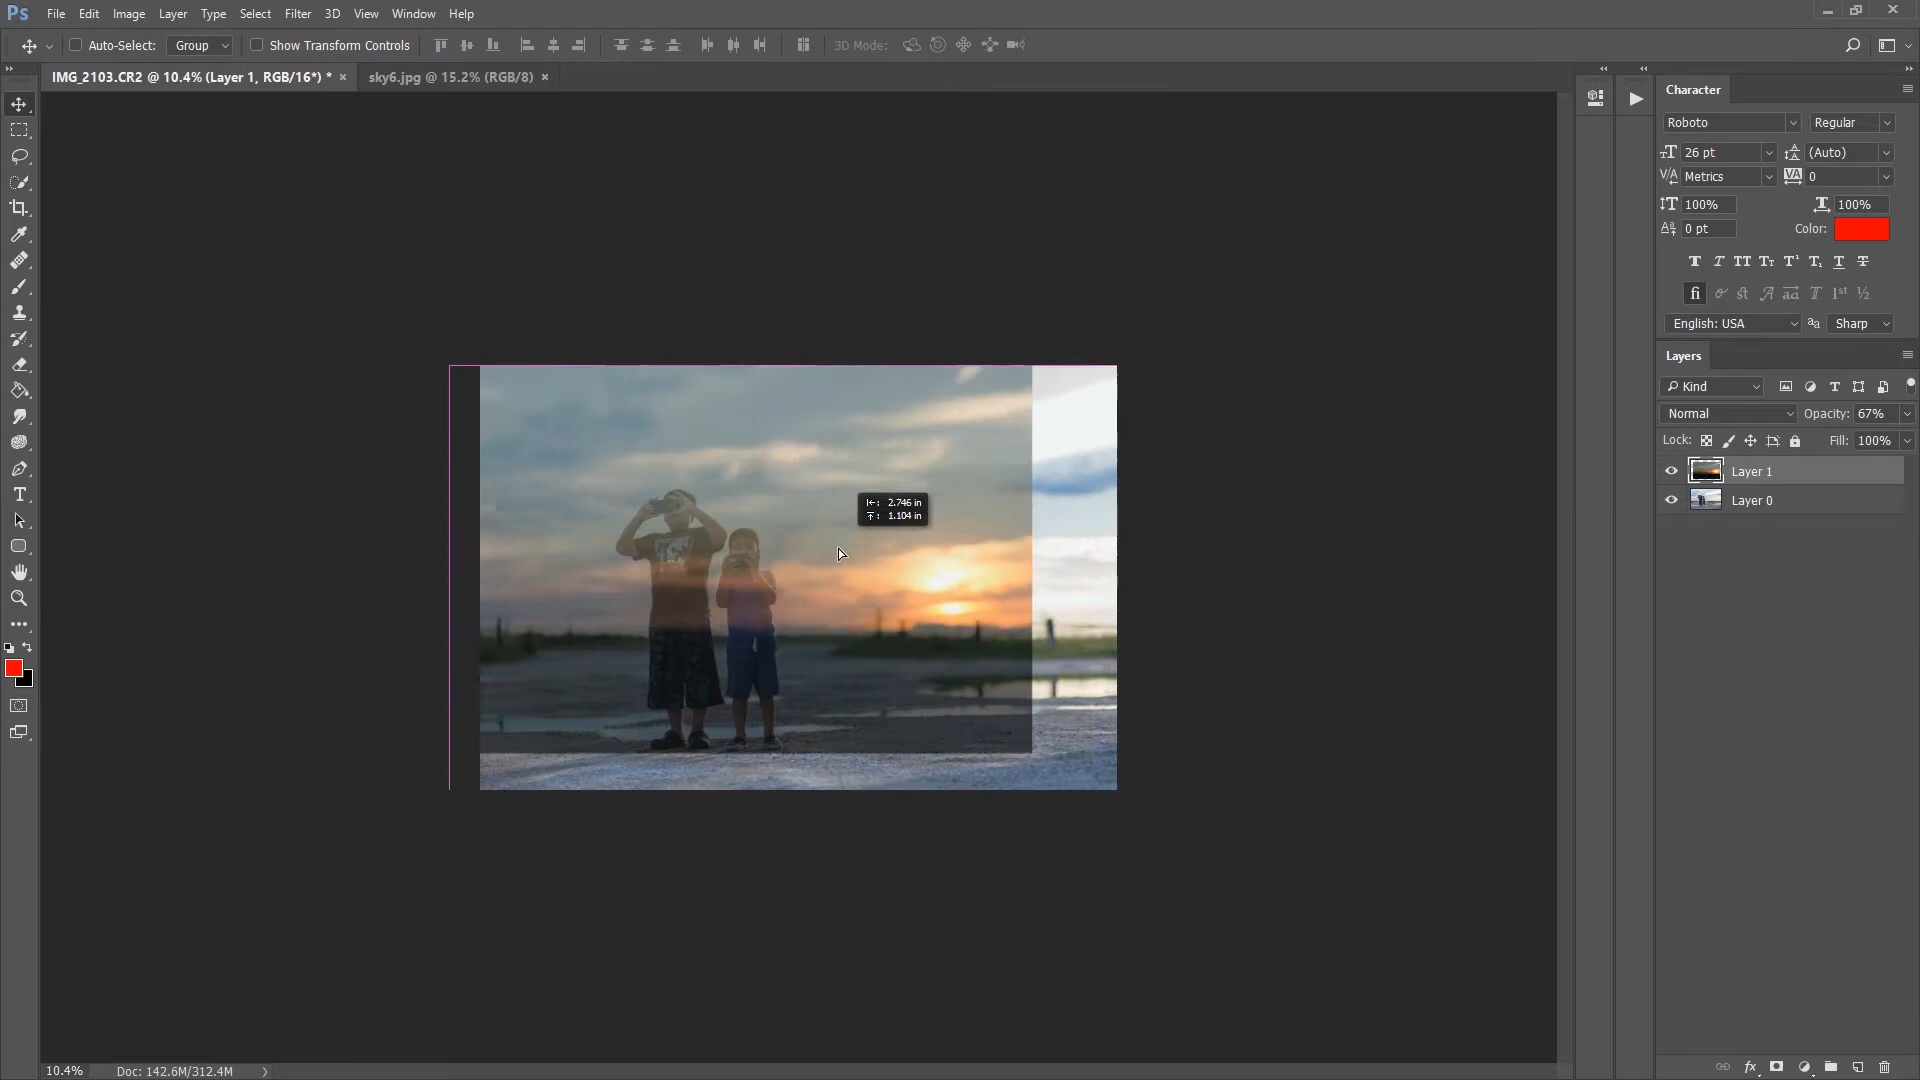 Ps File Edit Image Layer Type Select Filter 3D View Window Help
Auto-Select: Group Show Transform Controls 3D Mode:
IMG_2103.CR2 @ 10.4% (Layer 1, RGB/16*) * × sky6.jpg @ 15.2% (RGB/8) ×
Character
Roboto Regular
26 pt (Auto)
Metrics 0
100% 100%
0 pt Color:
English: USA Sharp
Layers
Kind
Normal Opacity: 67%
Lock: Fill: 100%
Layer 1
Layer 0
2.746 in
1.104 in
10.4% Doc: 142.6M/312.4M